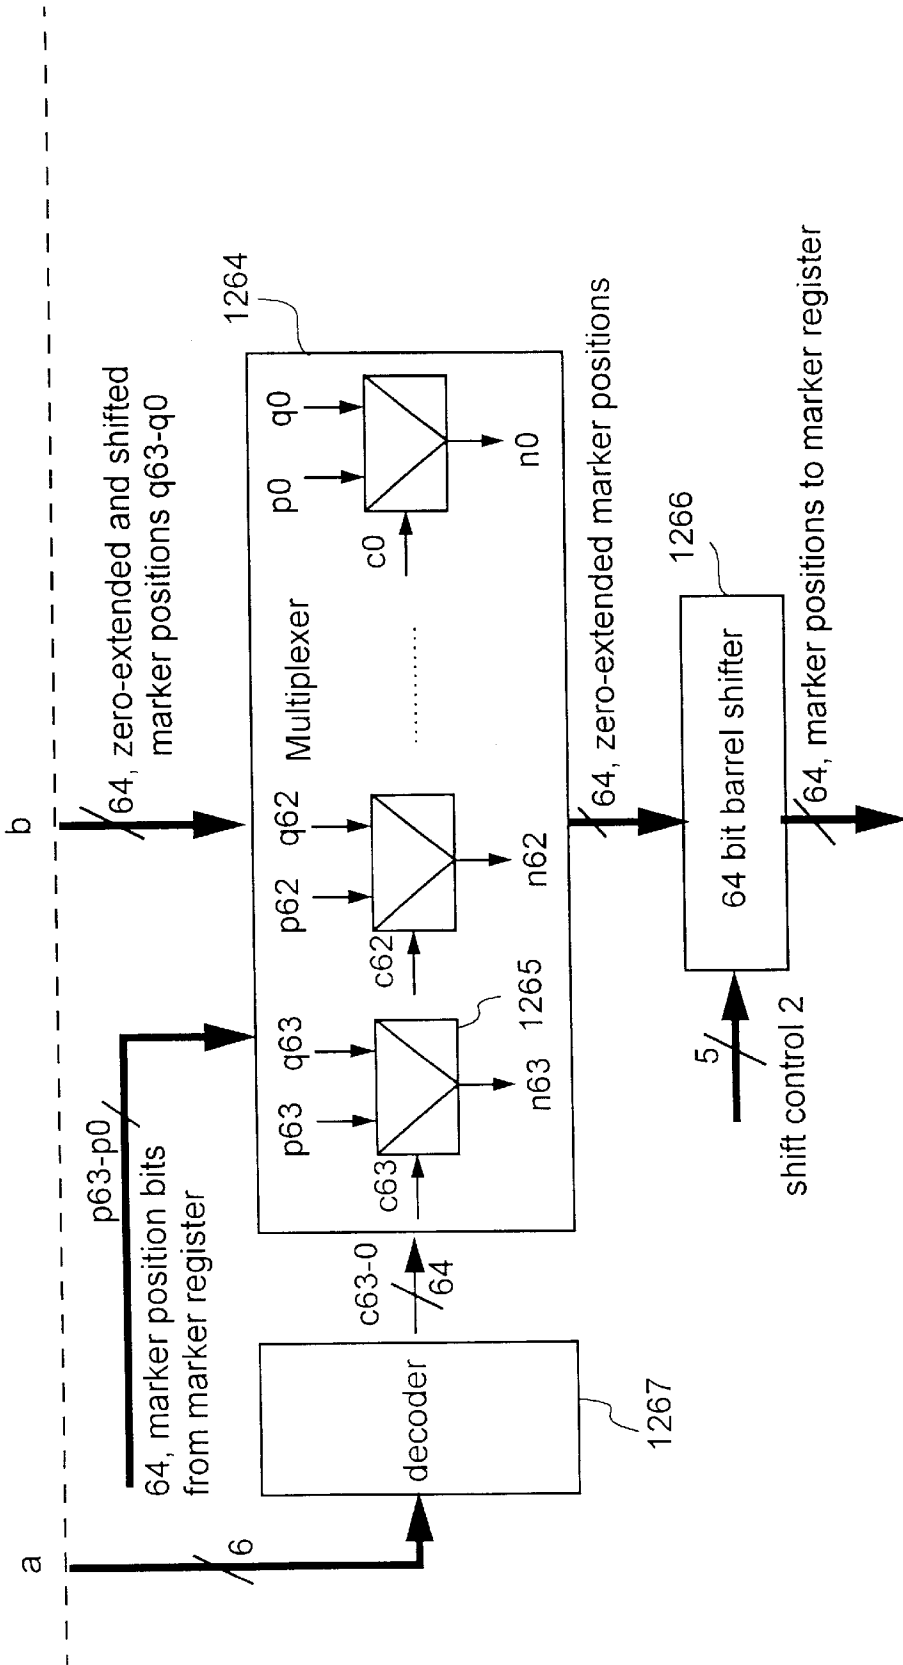 a
b
6
p63-p0
64, marker position bits
from marker register
64, zero-extended and shifted
marker positions q63-q0
1264
decoder
1267
c63-0
64
Multiplexer
p63
q63
c63
n63
1265
p62
q62
c62
n62
p0
q0
c0
n0
64, zero-extended marker positions
5
shift control 2
64 bit barrel shifter
1266
64, marker positions to marker register